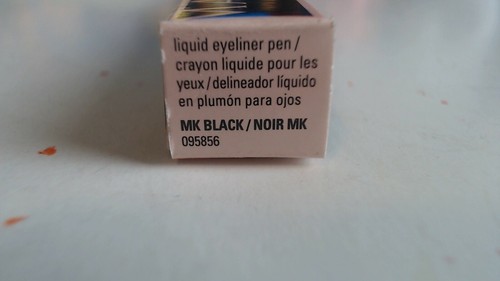 liquid eyeliner pen /
crayon liquide pour les
yeux / delineador líquido
en plumón para ojos
MK BLACK / NOIR MK
095856